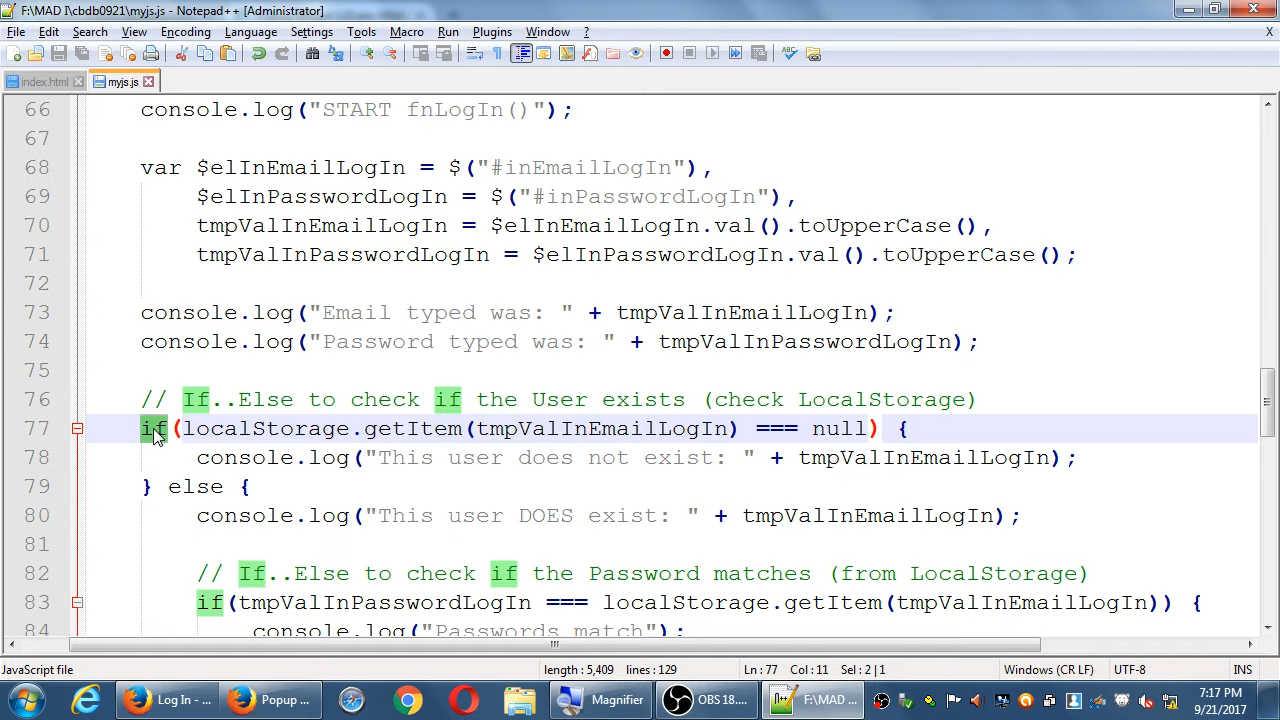 F:\MAD I\cbdb0921\myjs.js - Notepad++ [Administrator]
File Edit Search View Encoding Language Settings Tools Macro Run Plugins Window ? X
index.html myjs.js
66 console.log("START fnLogIn()");
67
68 var $elInEmailLogIn = $("#inEmailLogIn"),
69 $elInPasswordLogIn = $("#inPasswordLogIn"),
70 tmpValInEmailLogIn = $elInEmailLogIn.val().toUpperCase(),
71 tmpValInPasswordLogIn = $elInPasswordLogIn.val().toUpperCase();
72
73 console.log("Email typed was: " + tmpValInEmailLogIn);
74 console.log("Password typed was: " + tmpValInPasswordLogIn);
75
76 // If..Else to check if the User exists (check LocalStorage)
77 if(localStorage.getItem(tmpValInEmailLogIn) === null) {
78 console.log("This user does not exist: " + tmpValInEmailLogIn);
79 } else {
80 console.log("This user DOES exist: " + tmpValInEmailLogIn);
81
82 // If..Else to check if the Password matches (from LocalStorage)
83 if(tmpValInPasswordLogIn === localStorage.getItem(tmpValInEmailLogIn)) {
84 console.log("Passwords match");
JavaScript file length : 5,409 lines : 129 Ln : 77 Col : 11 Sel : 2 | 1 Windows (CR LF) UTF-8 INS
Log In - ... Popup ... Magnifier OBS 18.... F:\MAD ... 7:17 PM
9/21/2017